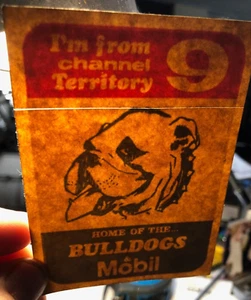 I'm from
channel
Territory
9
HOME OF THE...
BULLDOGS
Mobil